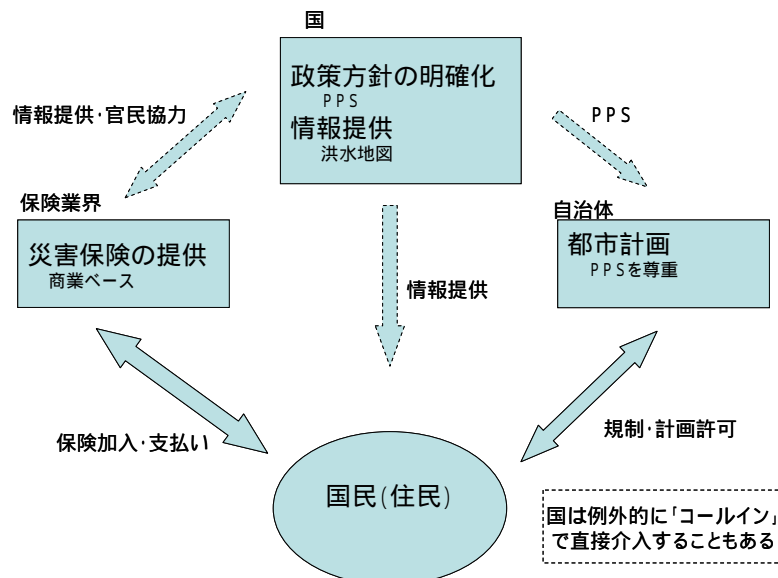 国
政策方針の明確化
PPS
情報提供
洪水地図
情報提供・官民協力
PPS
保険業界
災害保険の提供
商業ベース
自治体
都市計画
PPSを尊重
情報提供
保険加入・支払い
規制・計画許可
国民(住民)
国は例外的に「コールイン」
で直接介入することもある